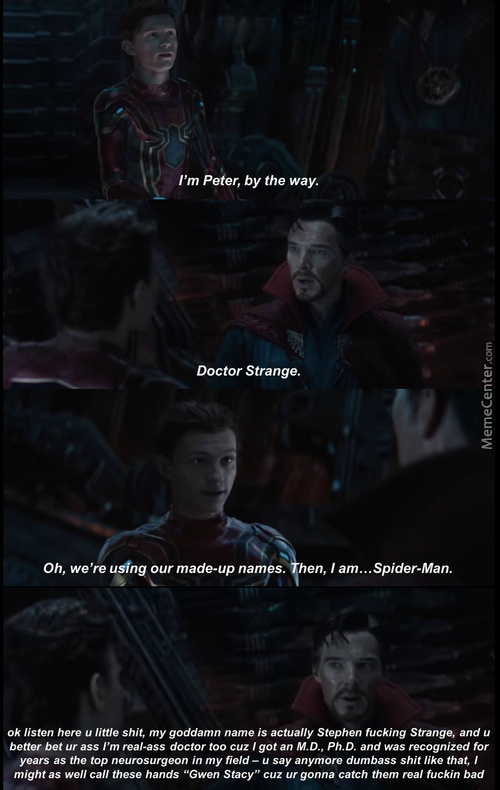 I'm Peter, by the way.
Doctor Strange.
MemeCenter.com
Oh, we're using our made-up names. Then, I am…Spider-Man.
ok listen here u little shit, my goddamn name is actually Stephen fucking Strange, and u
better bet ur ass I'm real-ass doctor too cuz I got an M.D., Ph.D. and was recognized for
years as the top neurosurgeon in my field – u say anymore dumbass shit like that, I
might as well call these hands “Gwen Stacy” cuz ur gonna catch them real fuckin bad